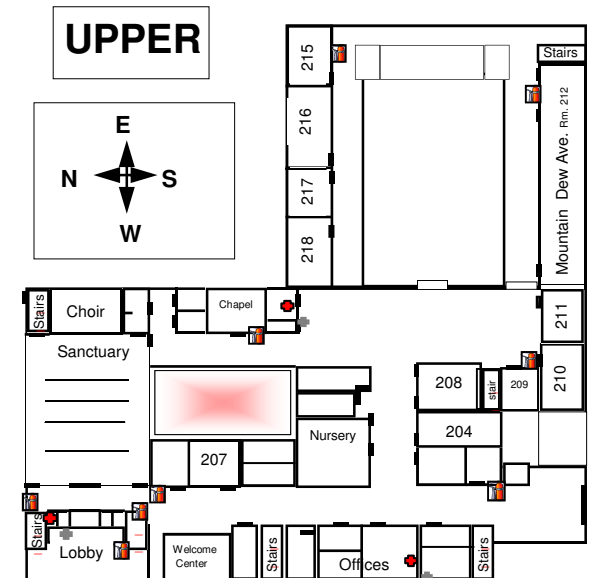 UPPER
E
N
S
W
215
216
217
218
Stairs
Mountain Dew Ave. Rm. 212
Stairs
Choir
Chapel
211
Sanctuary
208
stair
209
210
204
Nursery
207
Stairs
Lobby
Welcome
Center
Stairs
Offices
Stairs